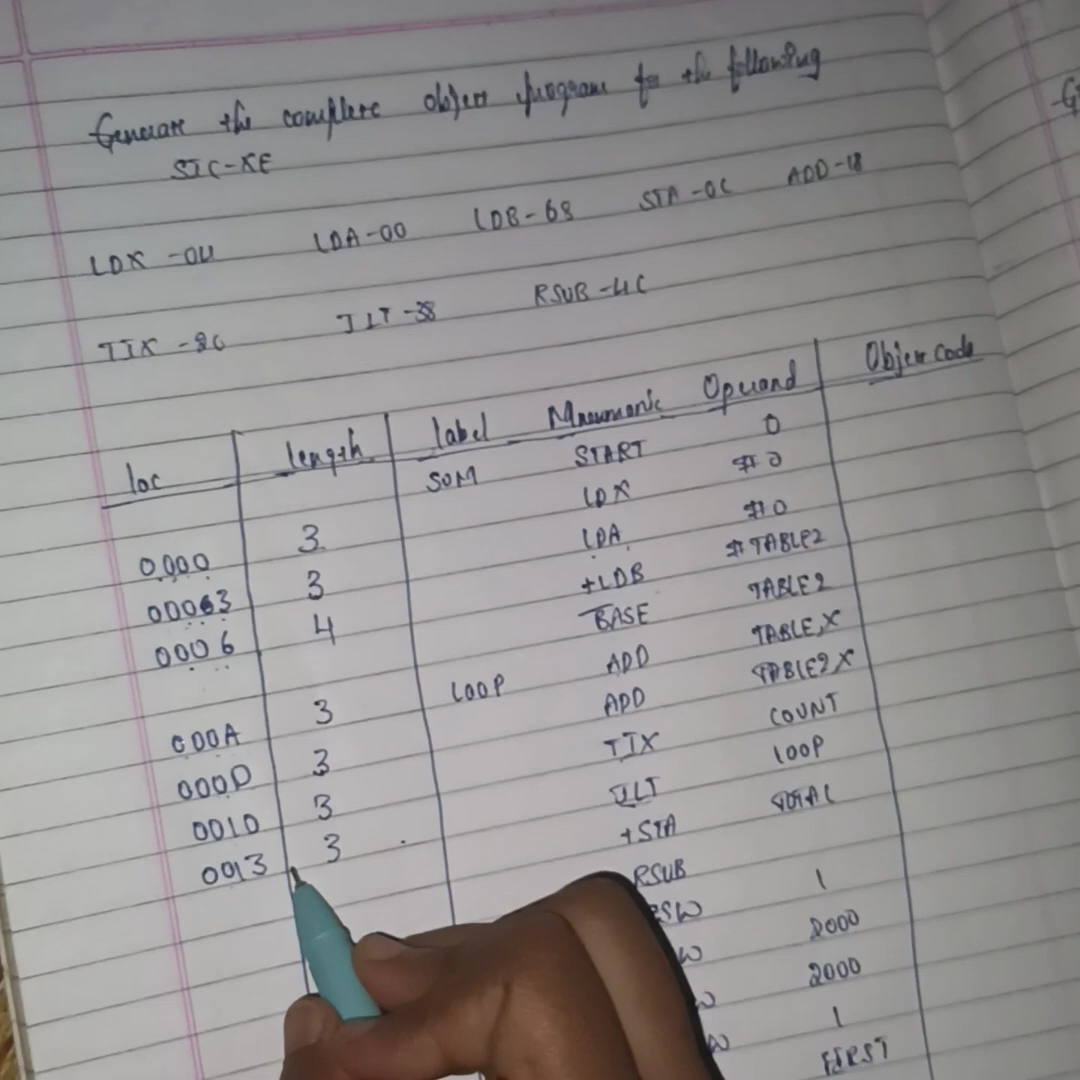 Generate the complete object program for the following
SIC-XE
LDX -04 LDA-00 LDB-68 STA-0C ADD-18
TIX -2C JLT-38 RSUB-4C
loc length label Mneumonic Operand Object code
SUM START 0
LDX #0
0000 3 LDA #0
3 +LDB #TABLE2
0006 4 BASE TABLE2
LOOP ADD TABLE,X
000A 3 ADD TABLE2 X
000D 3 TIX COUNT
0010 3 JLT LOOP
0013 3 +STA TOTAL
RSUB
RSW 1
W 2000
W 2000
W 1
FIRST